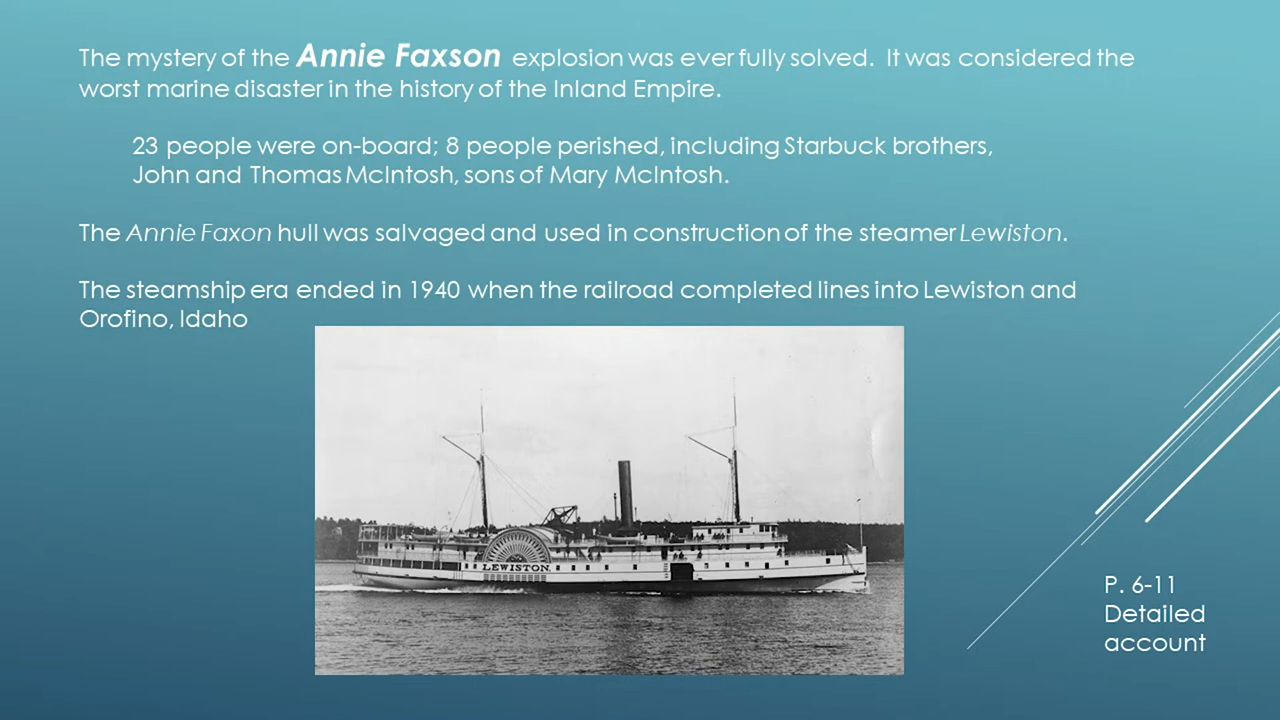 The mystery of the Annie Faxson explosion was ever fully solved. It was considered the
worst marine disaster in the history of the Inland Empire.
23 people were on-board; 8 people perished, including Starbuck brothers,
John and Thomas McIntosh, sons of Mary McIntosh.
The Annie Faxon hull was salvaged and used in construction of the steamer Lewiston.
The steamship era ended in 1940 when the railroad completed lines into Lewiston and
Orofino, Idaho
LEWISTON.
P. 6-11
Detailed
account